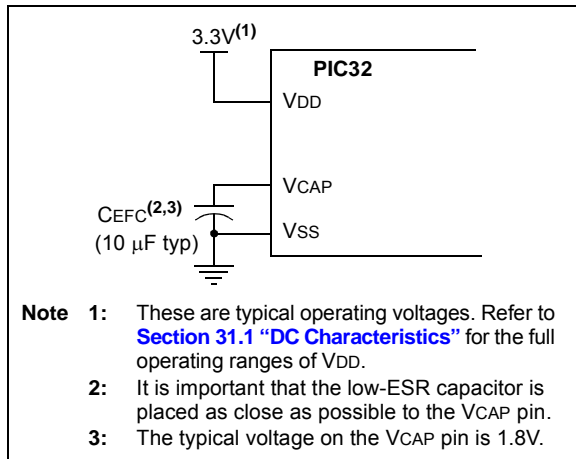 3.3V(1)
PIC32
VDD
VCAP
CEFC(2,3)
(10 μF typ)
VSS
Note 1: These are typical operating voltages. Refer to
Section 31.1 “DC Characteristics” for the full
operating ranges of VDD.
2: It is important that the low-ESR capacitor is
placed as close as possible to the VCAP pin.
3: The typical voltage on the VCAP pin is 1.8V.